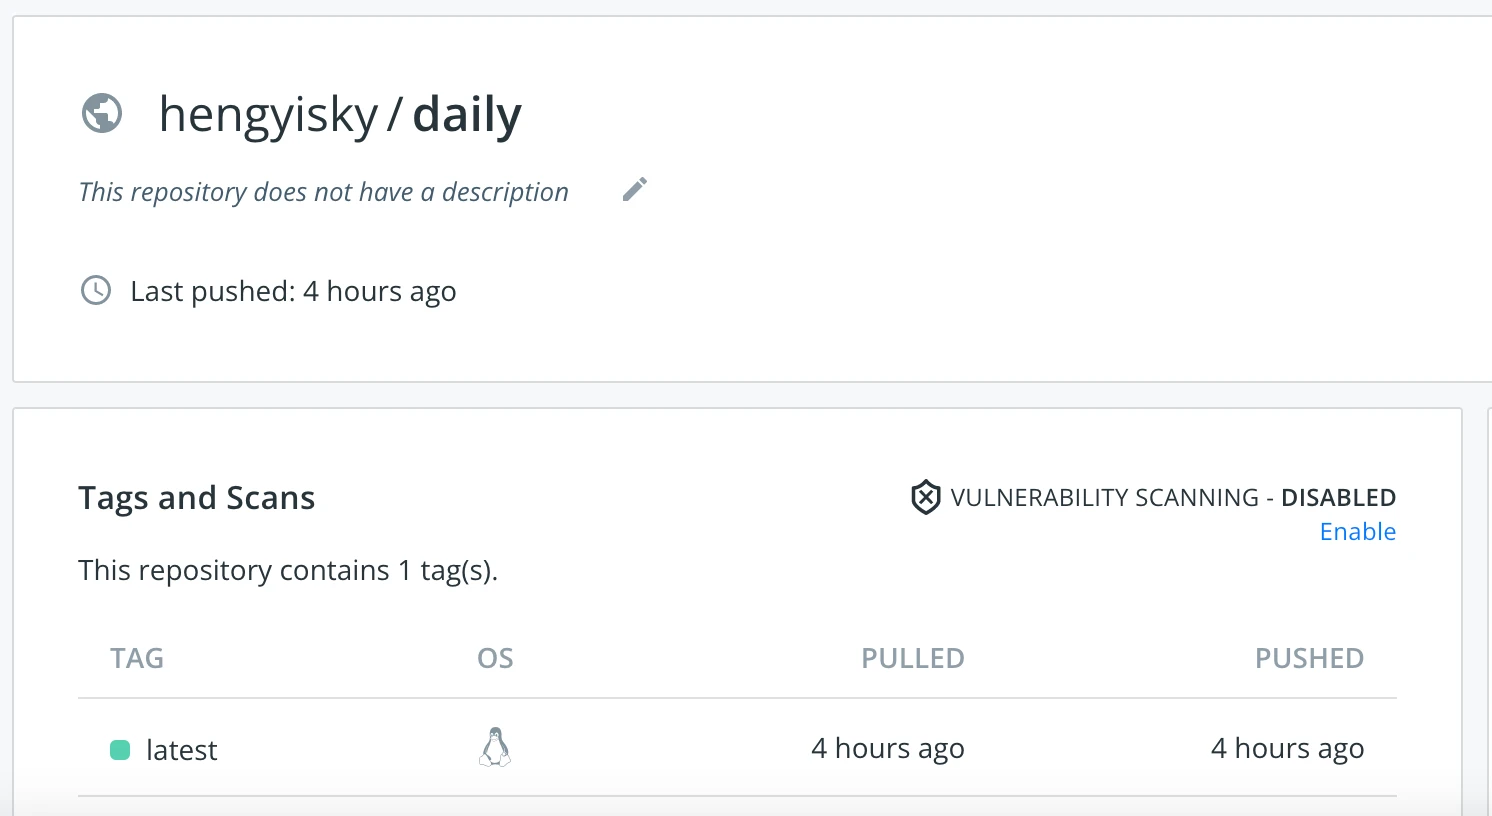 hengyisky / daily
This repository does not have a description
Last pushed: 4 hours ago
Tags and Scans
VULNERABILITY SCANNING - DISABLED
Enable
This repository contains 1 tag(s).
TAG OS PULLED PUSHED
latest 4 hours ago 4 hours ago